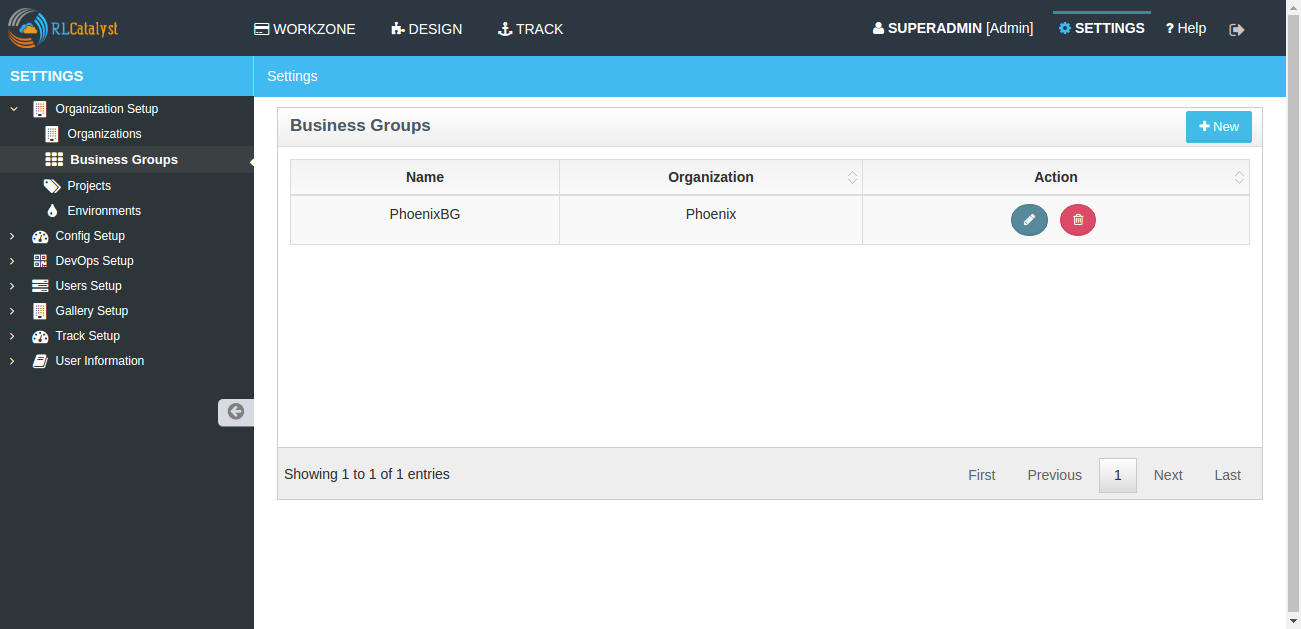 RLCatalyst
WORKZONE
DESIGN
TRACK
SUPERADMIN [Admin]
SETTINGS
? Help
SETTINGS
Settings
Organization Setup
Organizations
Business Groups
Projects
Environments
Config Setup
DevOps Setup
Users Setup
Gallery Setup
Track Setup
User Information
Business Groups
New
Name Organization Action
PhoenixBG Phoenix
Showing 1 to 1 of 1 entries
First Previous 1 Next Last